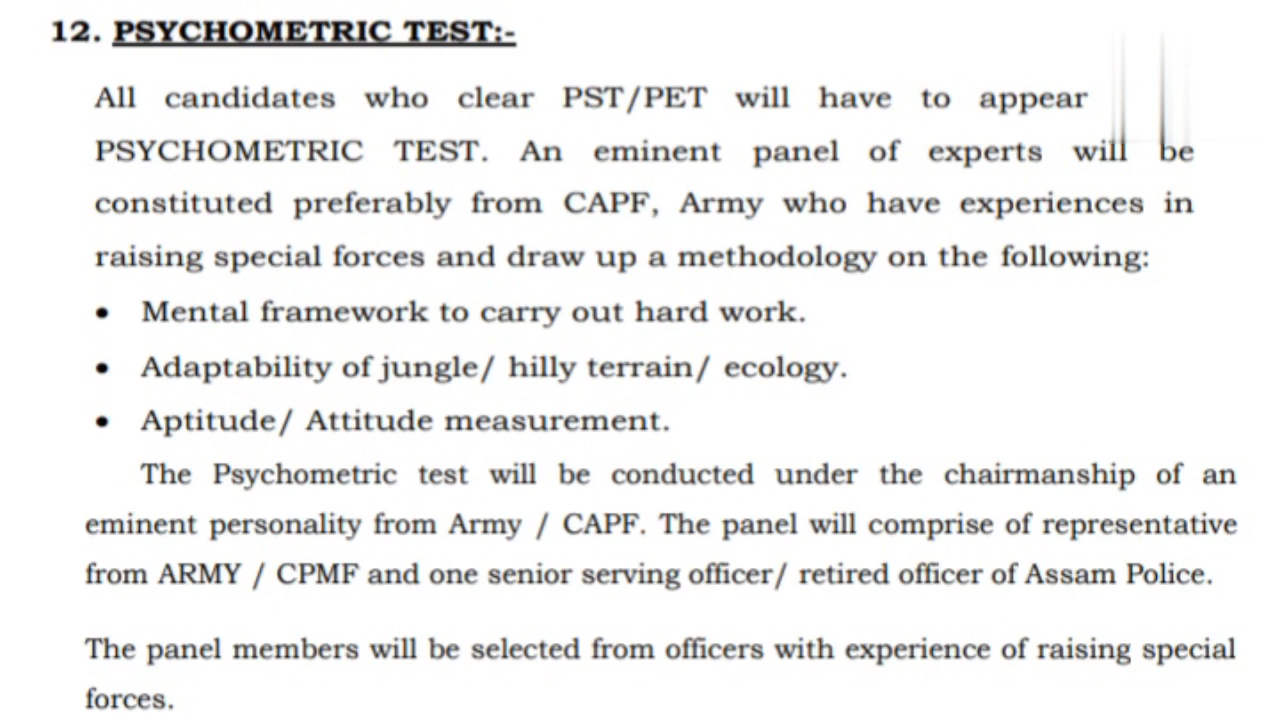 12. PSYCHOMETRIC TEST:-
All candidates who clear PST/PET will have to appear
PSYCHOMETRIC TEST. An eminent panel of experts will be
constituted preferably from CAPF, Army who have experiences in
raising special forces and draw up a methodology on the following:
• Mental framework to carry out hard work.
• Adaptability of jungle/ hilly terrain/ ecology.
• Aptitude/ Attitude measurement.
The Psychometric test will be conducted under the chairmanship of an
eminent personality from Army / CAPF. The panel will comprise of representative
from ARMY / CPMF and one senior serving officer/ retired officer of Assam Police.
The panel members will be selected from officers with experience of raising special
forces.